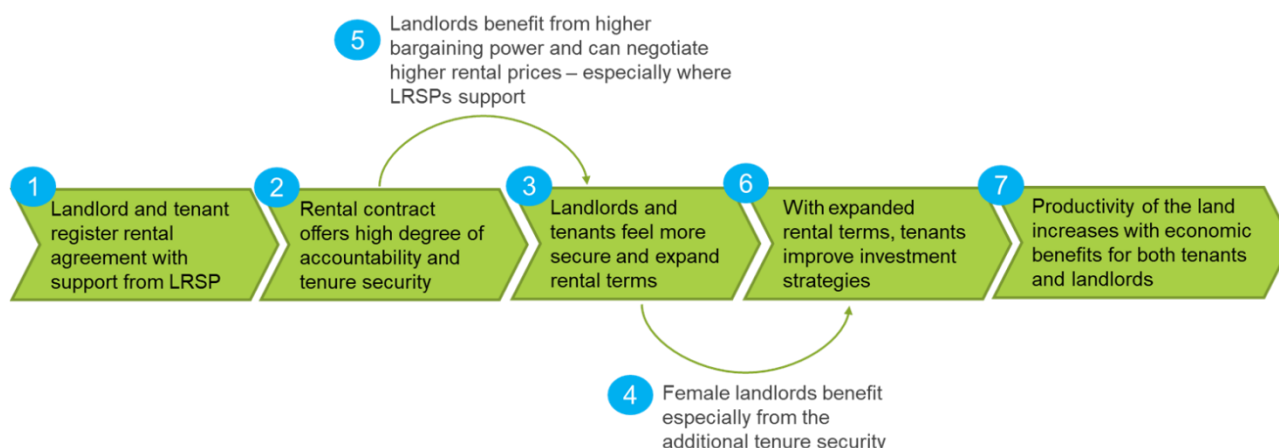 5
Landlords benefit from higher
bargaining power and can negotiate
higher rental prices – especially where
LRSPs support
1
Landlord and tenant
register rental
agreement with
support from LRSP
2
Rental contract
offers high degree of
accountability and
tenure security
3
Landlords and
tenants feel more
secure and expand
rental terms
6
With expanded
rental terms, tenants
improve investment
strategies
7
Productivity of the land
increases with economic
benefits for both tenants
and landlords
4
Female landlords benefit
especially from the
additional tenure security